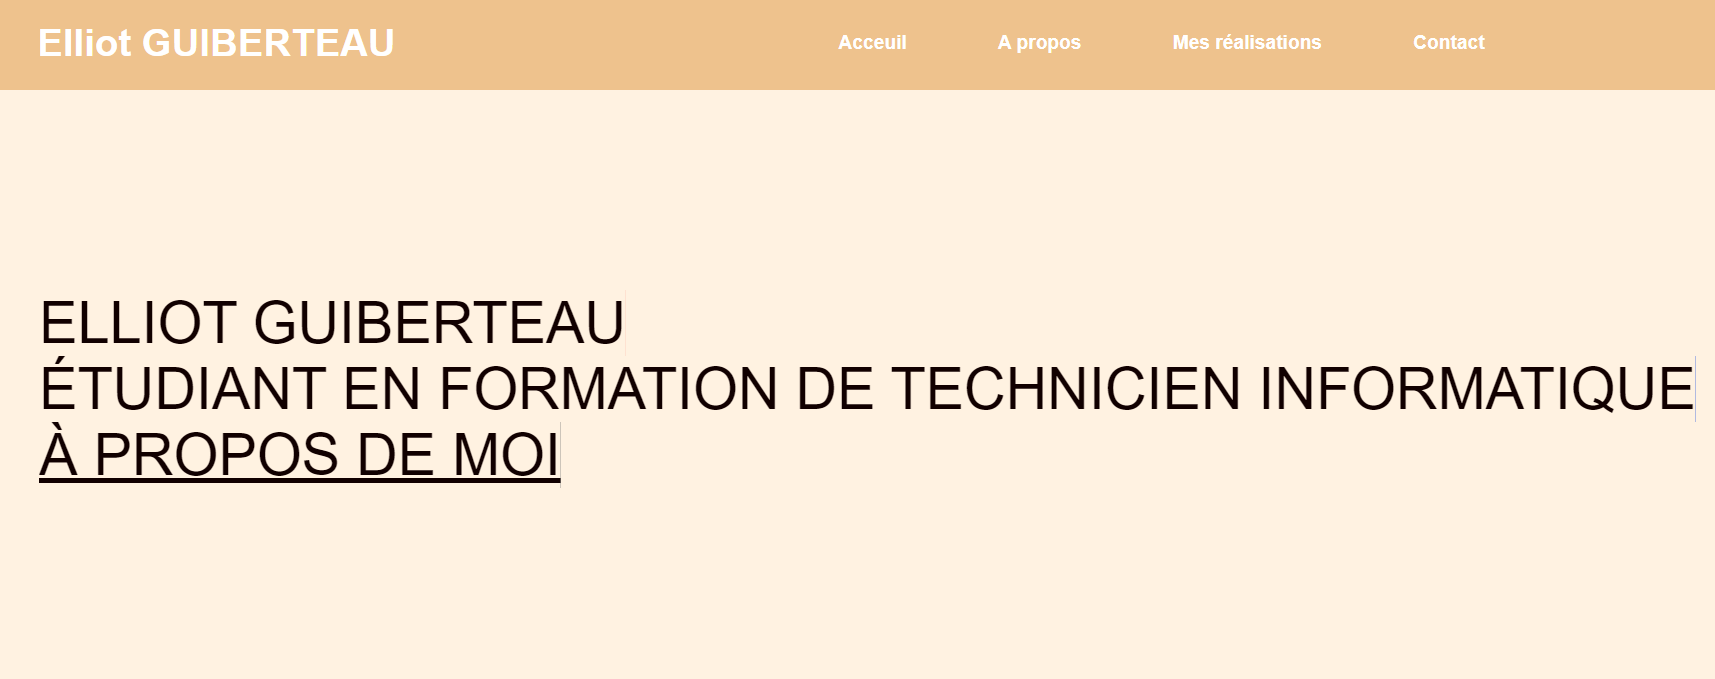 Elliot GUIBERTEAU
Acceuil A propos Mes réalisations Contact
ELLIOT GUIBERTEAU
ÉTUDIANT EN FORMATION DE TECHNICIEN INFORMATIQUE
À PROPOS DE MOI